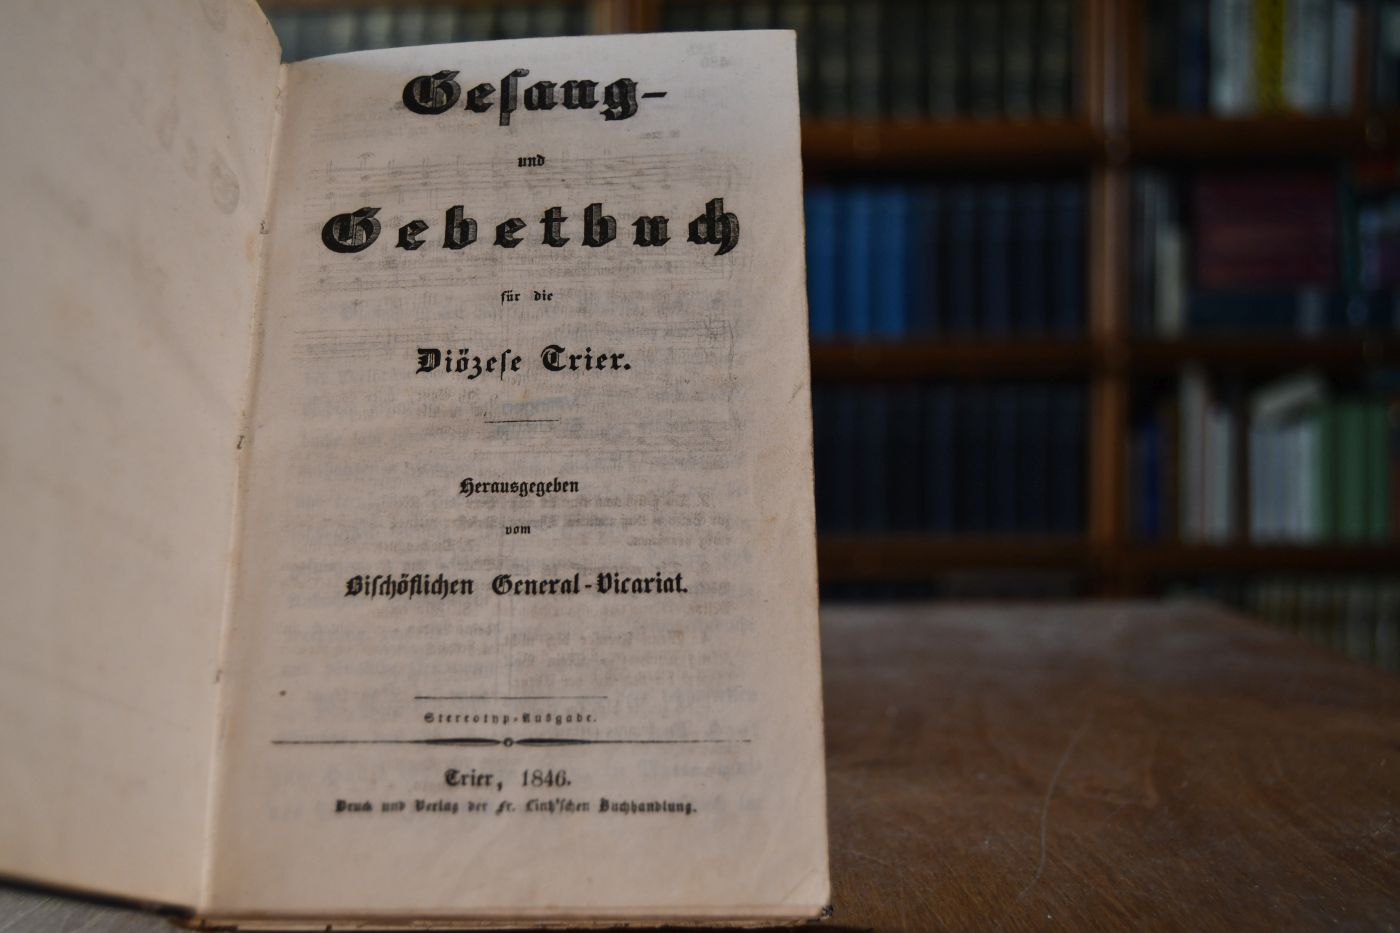 Geſang-
und
Gebetbuch
für die
Diözeſe Trier.
Herausgegeben
vom
Biſchöflichen General-Vicariat.
Stereotyp-Ausgabe.
Trier, 1846.
Druck und Verlag der Fr. Lintz'ſchen Buchhandlung.